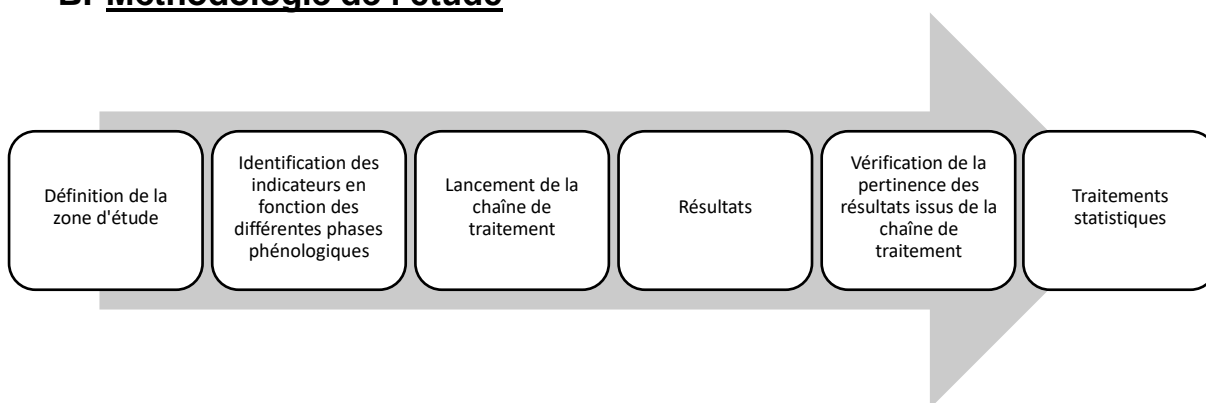 B. Méthodologie de l'étude
Définition de la
zone d'étude
Identification des
indicateurs en
fonction des
différentes phases
phénologiques
Lancement de la
chaîne de
traitement
Résultats
Vérification de la
pertinence des
résultats issus de la
chaîne de
traitement
Traitements
statistiques